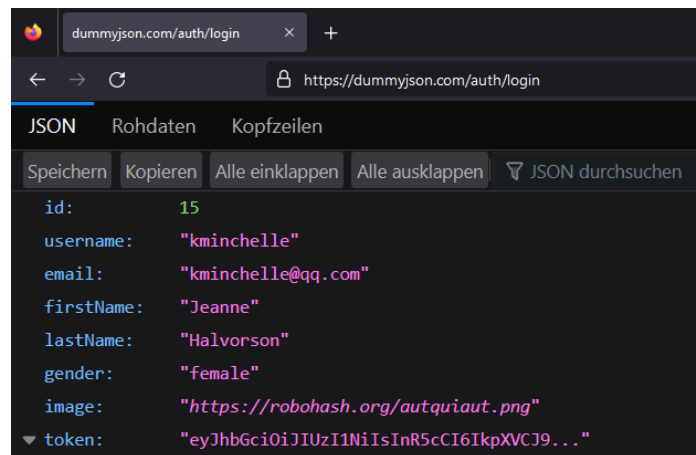 dummyjson.com/auth/login × +
https://dummyjson.com/auth/login
JSON Rohdaten Kopfzeilen
Speichern Kopieren Alle einklappen Alle ausklappen JSON durchsuchen
id: 15
username: "kminchelle"
email: "kminchelle@qq.com"
firstName: "Jeanne"
lastName: "Halvorson"
gender: "female"
image: "https://robohash.org/autquiaut.png"
token: "eyJhbGciOiJIUzI1NiIsInR5cCI6IkpXVCJ9..."